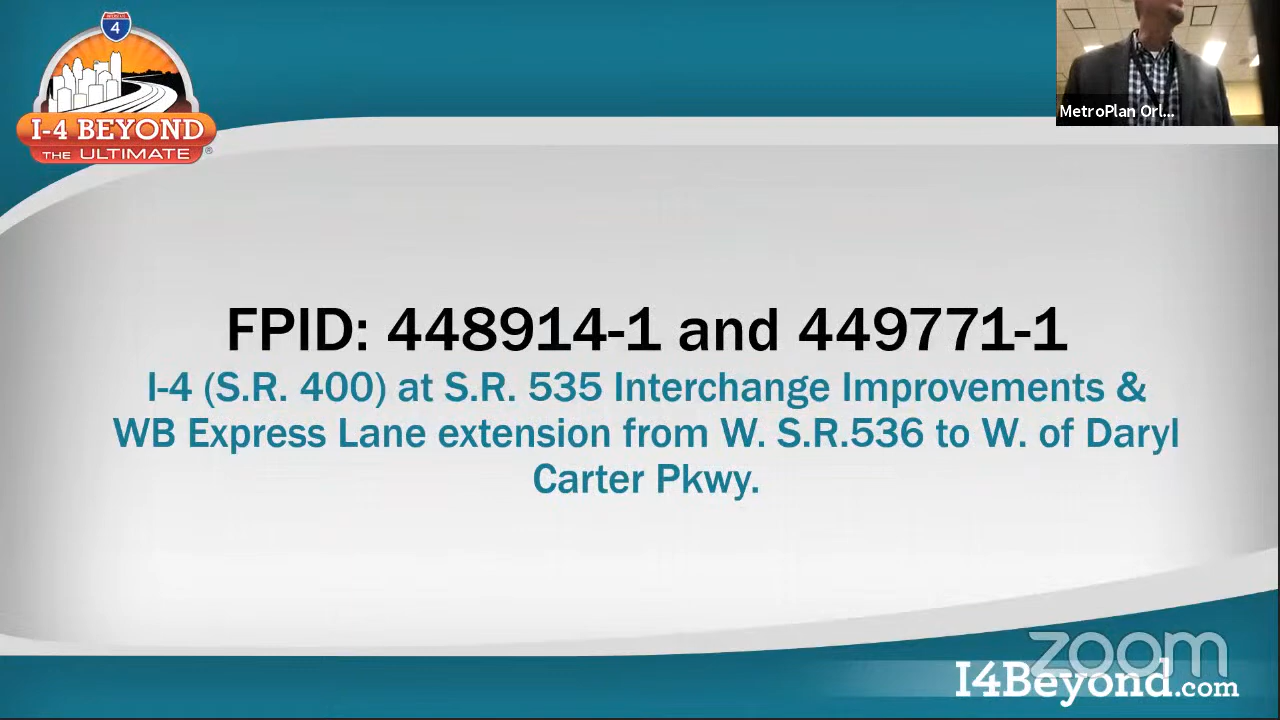 4
I-4 BEYOND
THE ULTIMATE
®
MetroPlan Orl...
FPID: 448914-1 and 449771-1
I-4 (S.R. 400) at S.R. 535 Interchange Improvements &
WB Express Lane extension from W. S.R.536 to W. of Daryl
Carter Pkwy.
zoom
I4Beyond.com